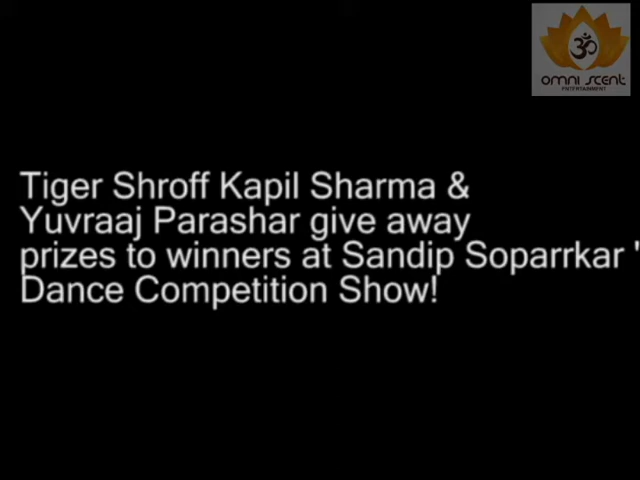 ॐ
OMNI SCENT
ENTERTAINMENT
Tiger Shroff Kapil Sharma &
Yuvraaj Parashar give away
prizes to winners at Sandip Soparrkar '
Dance Competition Show!